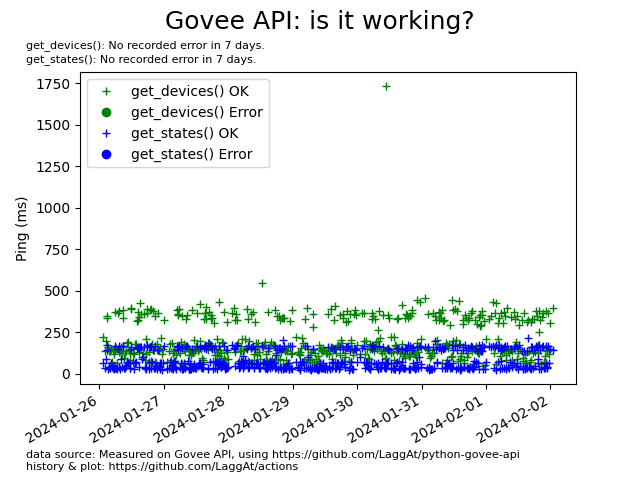 Govee API: is it working?
get_devices(): No recorded error in 7 days.
get_states(): No recorded error in 7 days.
get_devices() OK
get_devices() Error
get_states() OK
get_states() Error
Ping (ms)
1750
1500
1250
1000
750
500
250
0
2024-01-26
2024-01-27
2024-01-28
2024-01-29
2024-01-30
2024-01-31
2024-02-01
2024-02-02
data source: Measured on Govee API, using https://github.com/LaggAt/python-govee-api
history & plot: https://github.com/LaggAt/actions